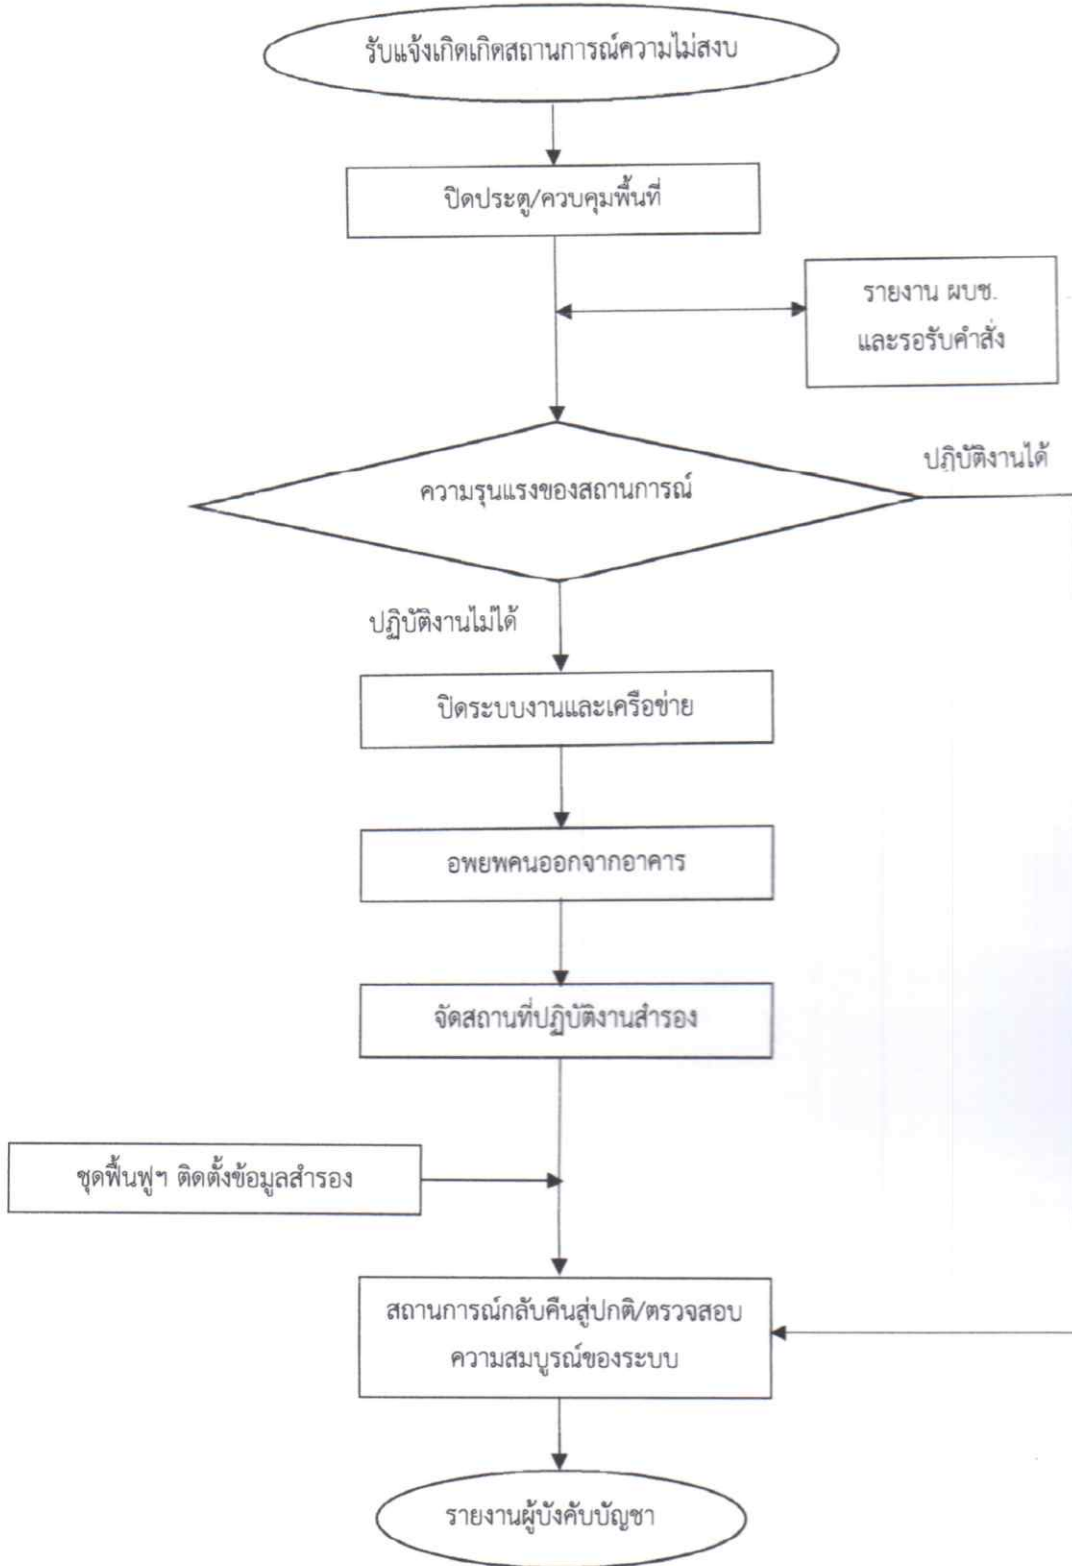 รับแจ้งเกิดเกิดสถานการณ์ความไม่สงบ
ปิดประตู/ควบคุมพื้นที่
รายงาน ผบช.
และรอรับคำสั่ง
ปฏิบัติงานได้
ความรุนแรงของสถานการณ์
ปฏิบัติงานไม่ได้
ปิดระบบงานและเครือข่าย
อพยพคนออกจากอาคาร
จัดสถานที่ปฏิบัติงานสำรอง
ชุดฟื้นฟูฯ ติดตั้งข้อมูลสำรอง
สถานการณ์กลับคืนสู่ปกติ/ตรวจสอบ
ความสมบูรณ์ของระบบ
รายงานผู้บังคับบัญชา